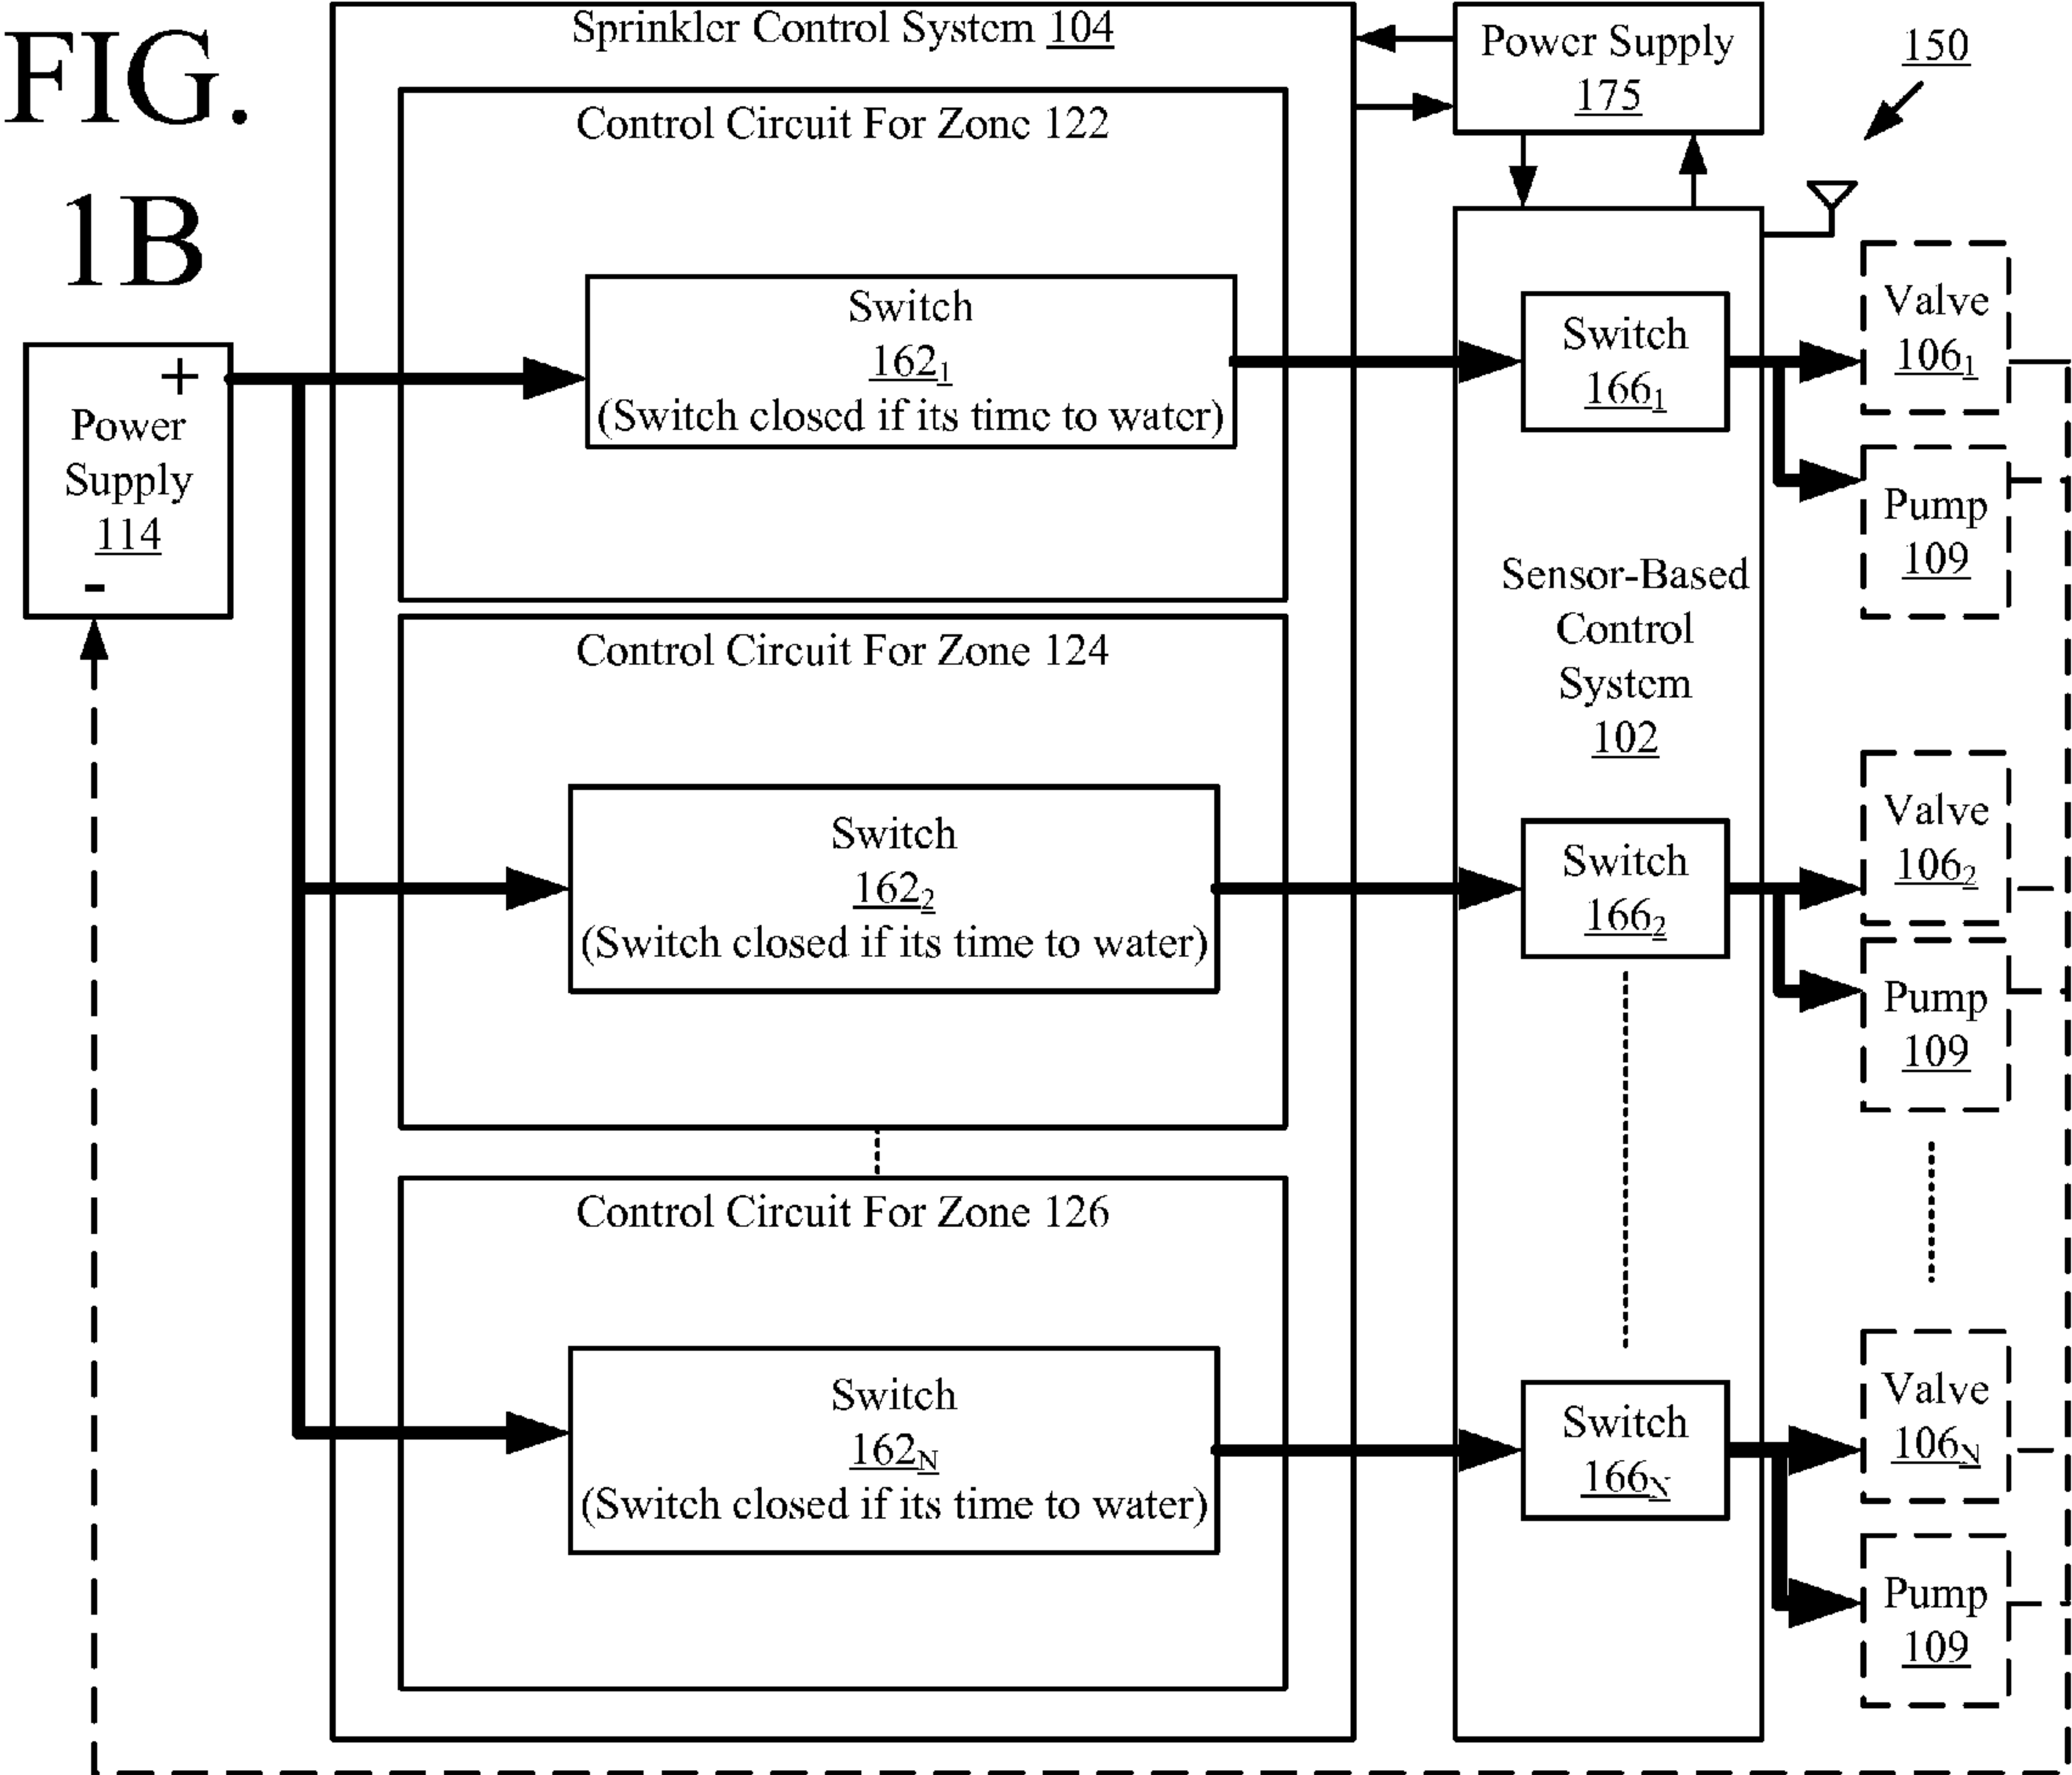 FIG.
1B
Sprinkler Control System 104
Power Supply
175
150
Control Circuit For Zone 122
Switch
162₁
(Switch closed if its time to water)
+
Power
Supply
114
-
Switch
166₁
Valve
106₁
Pump
109
Sensor-Based
Control
System
102
Control Circuit For Zone 124
Switch
162₂
(Switch closed if its time to water)
Switch
166₂
Valve
106₂
Pump
109
Control Circuit For Zone 126
Switch
162_N
(Switch closed if its time to water)
Switch
166_N
Valve
106_N
Pump
109